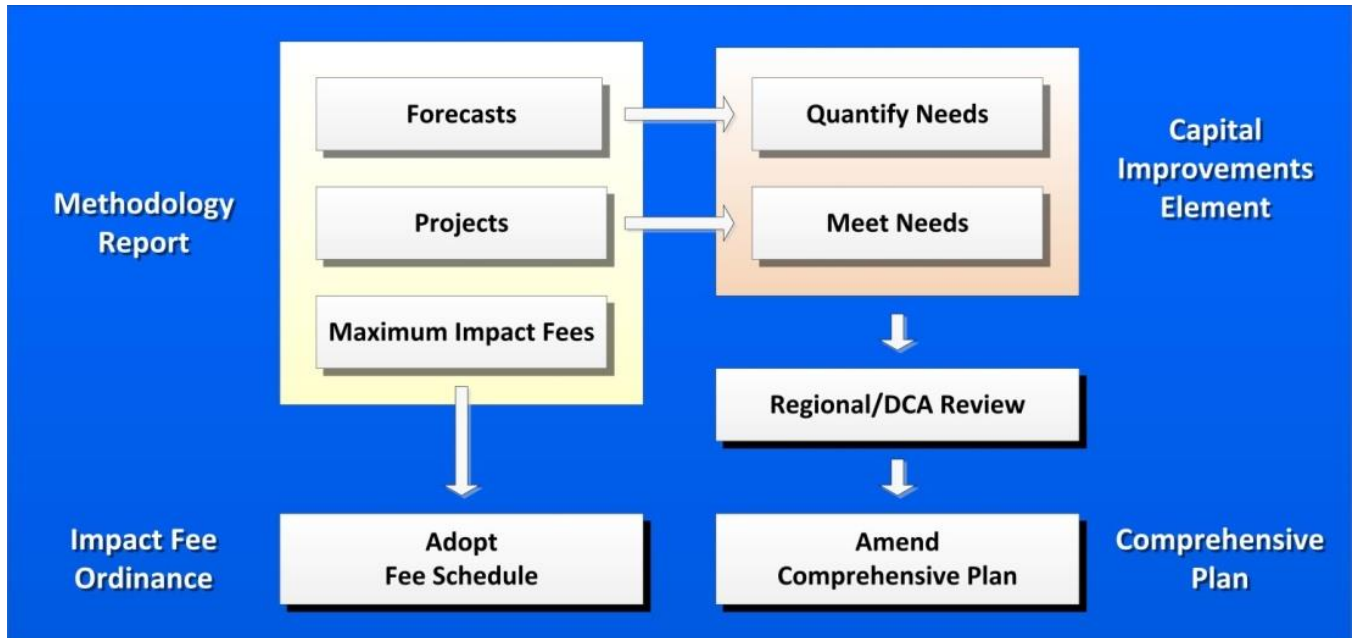 Methodology
Report
Forecasts
Projects
Maximum Impact Fees
Quantify Needs
Meet Needs
Capital
Improvements
Element
Regional/DCA Review
Impact Fee
Ordinance
Adopt
Fee Schedule
Amend
Comprehensive Plan
Comprehensive
Plan